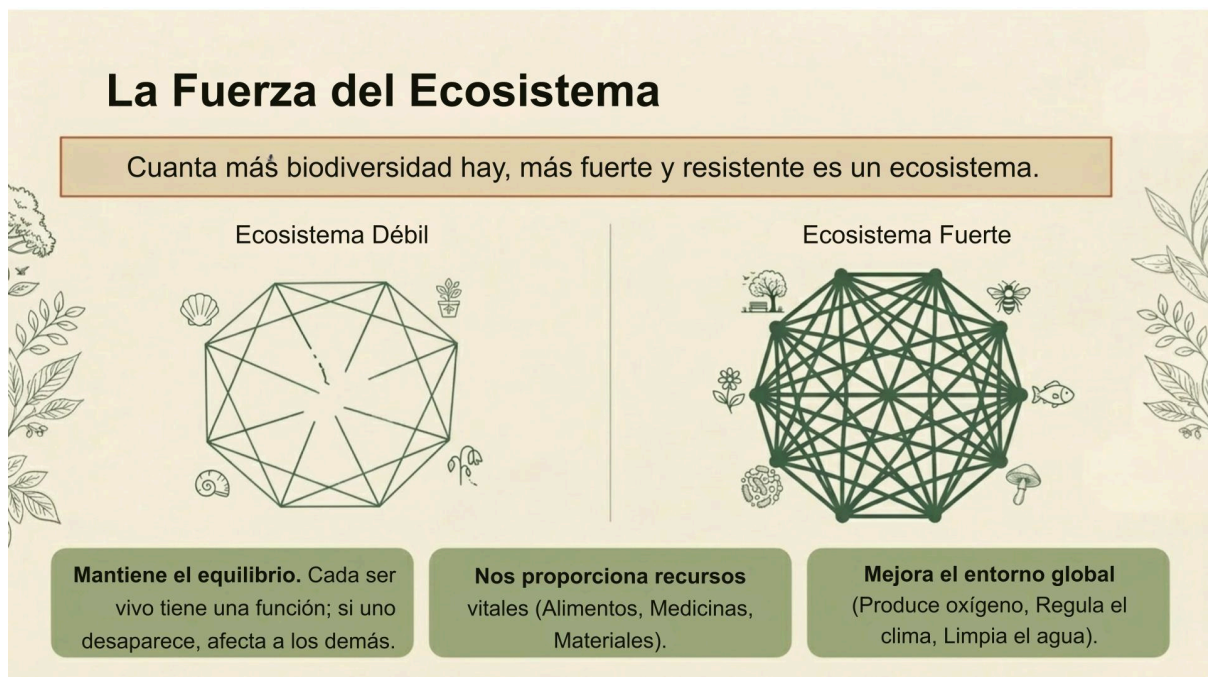 La Fuerza del Ecosistema
Cuanta más biodiversidad hay, más fuerte y resistente es un ecosistema.
Ecosistema Débil
Ecosistema Fuerte
Mantiene el equilibrio. Cada ser
vivo tiene una función; si uno
desaparece, afecta a los demás.
Nos proporciona recursos
vitales (Alimentos, Medicinas,
Materiales).
Mejora el entorno global
(Produce oxígeno, Regula el
clima, Limpia el agua).